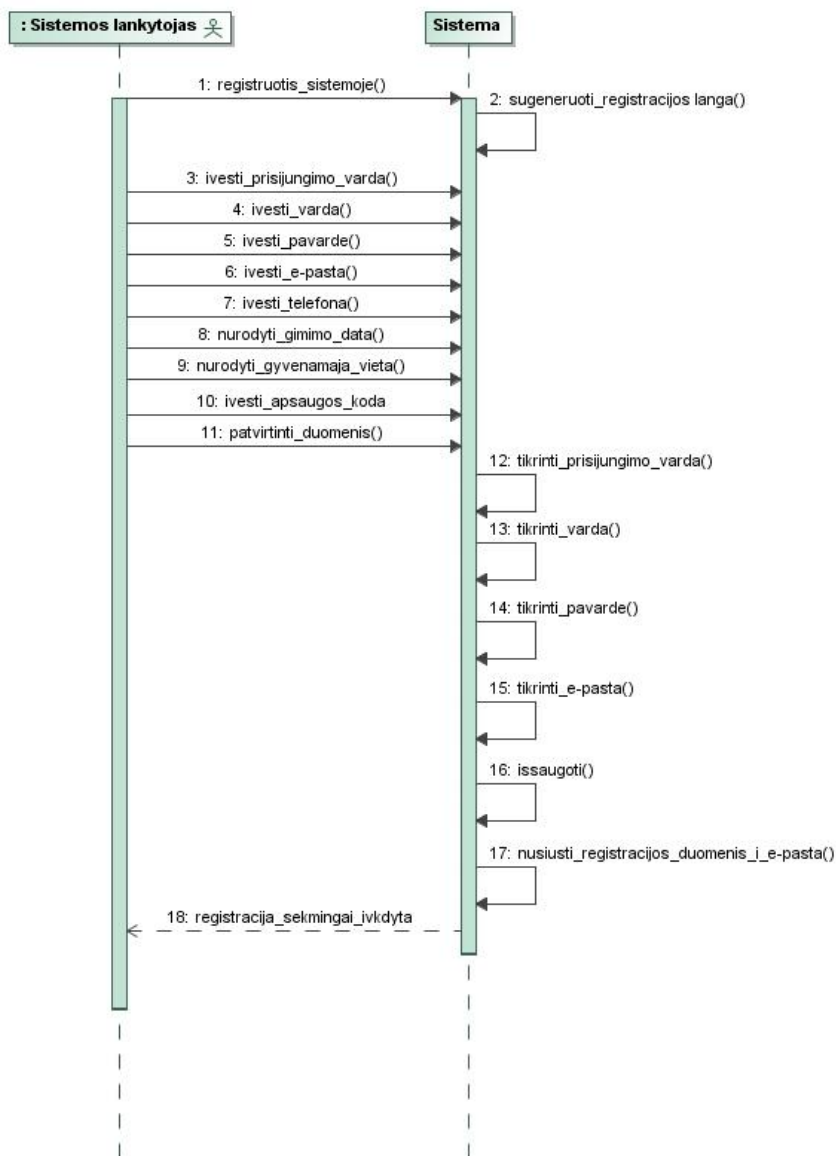 : Sistemos lankytojas
Sistema
1: registruotis_sistemoje()
2: sugeneruoti_registracijos langa()
3: ivesti_prisijungimo_varda()
4: ivesti_varda()
5: ivesti_pavarde()
6: ivesti_e-pasta()
7: ivesti_telefona()
8: nurodyti_gimimo_data()
9: nurodyti_gyvenamaja_vieta()
10: ivesti_apsaugos_koda
11: patvirtinti_duomenis()
12: tikrinti_prisijungimo_varda()
13: tikrinti_varda()
14: tikrinti_pavarde()
15: tikrinti_e-pasta()
16: issaugoti()
17: nusiusti_registracijos_duomenis_i_e-pasta()
18: registracija_sekmingai_ivkdyta